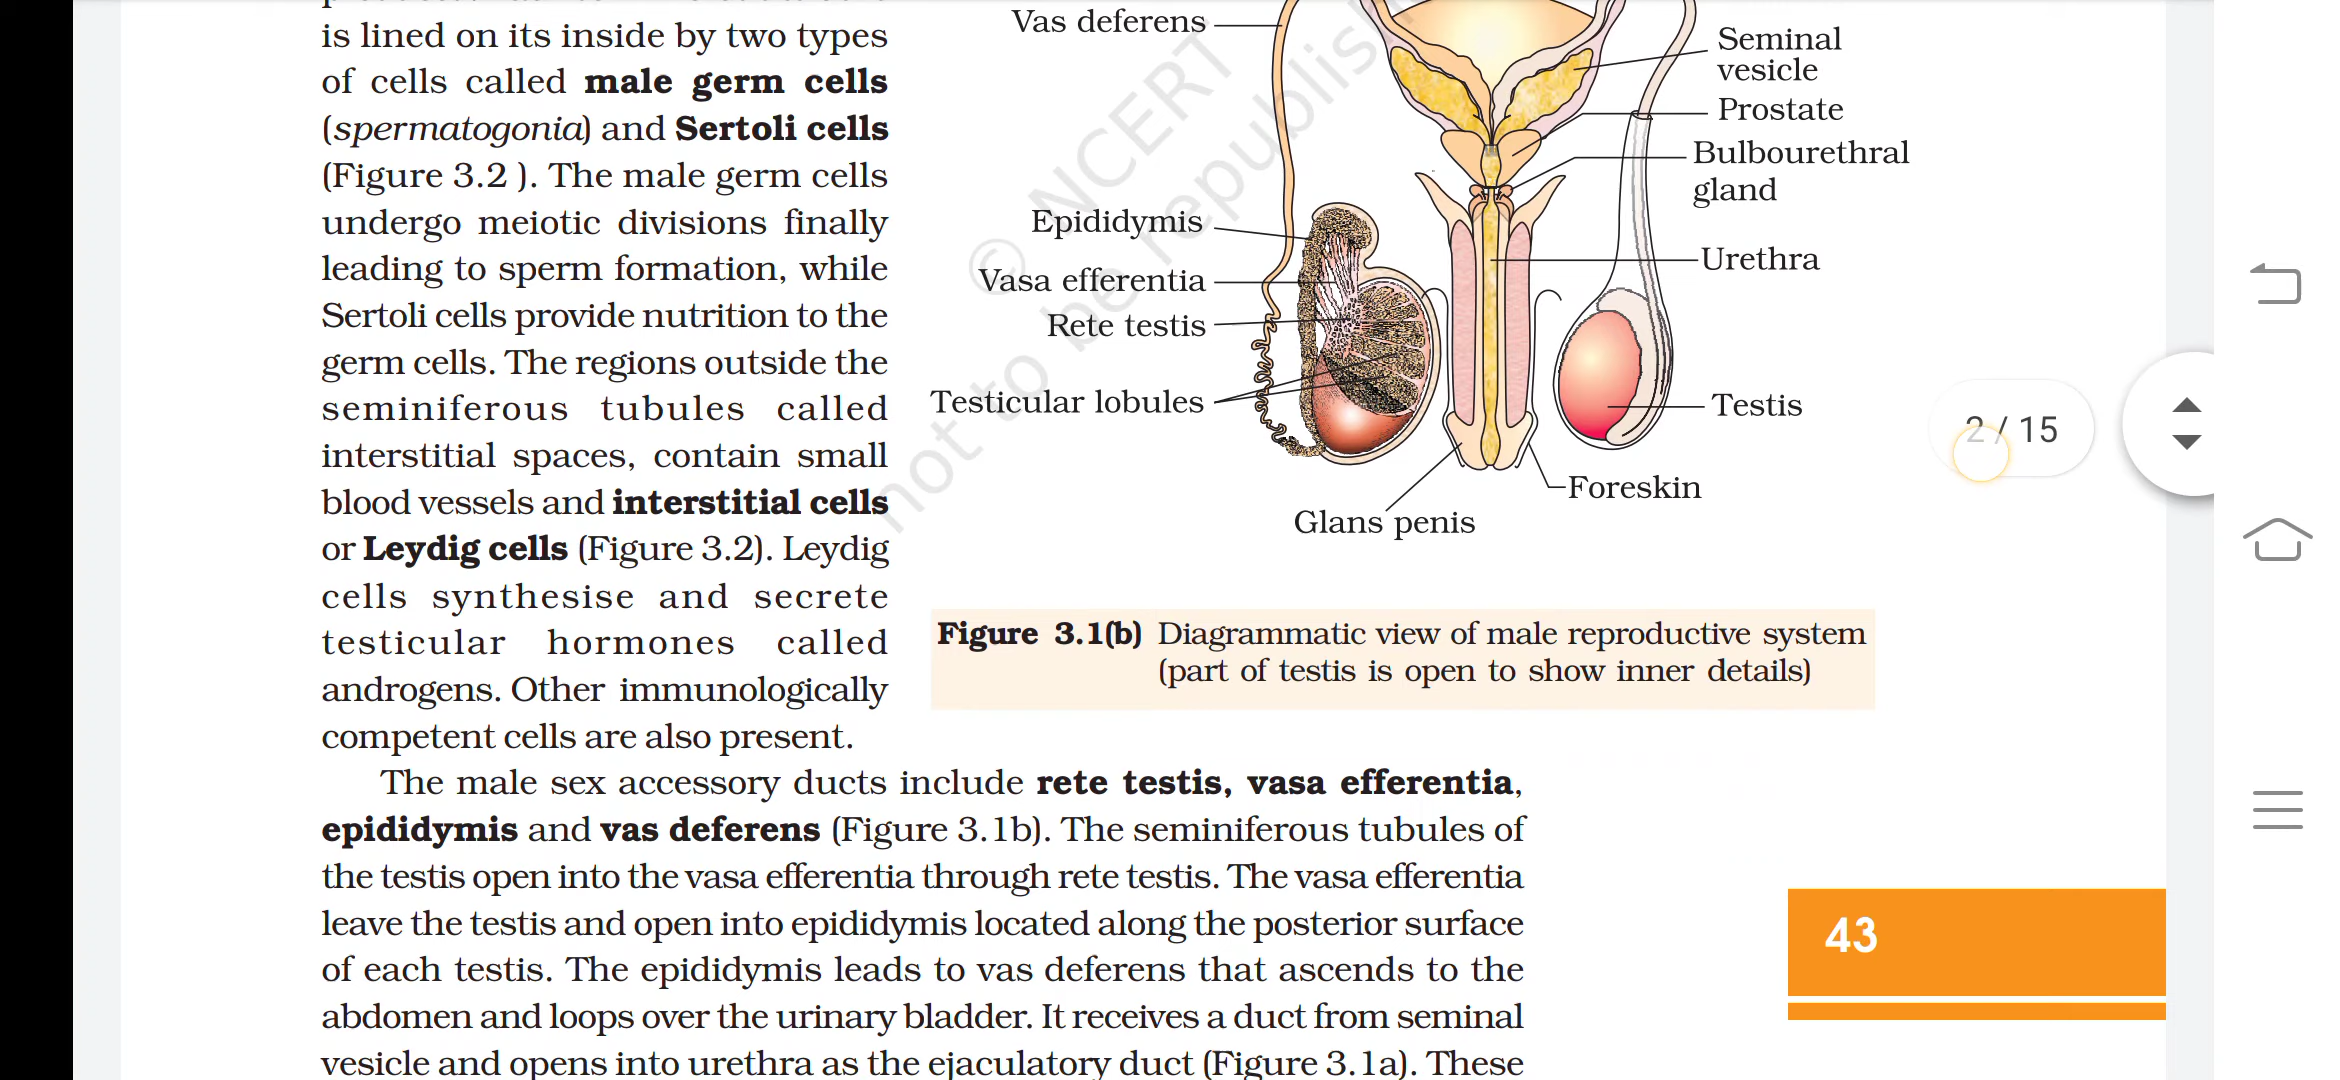 is lined on its inside by two types
of cells called male germ cells
(spermatogonia) and Sertoli cells
(Figure 3.2 ). The male germ cells
undergo meiotic divisions finally
leading to sperm formation, while
Sertoli cells provide nutrition to the
germ cells. The regions outside the
seminiferous tubules called
interstitial spaces, contain small
blood vessels and interstitial cells
or Leydig cells (Figure 3.2). Leydig
cells synthesise and secrete
testicular hormones called
androgens. Other immunologically
competent cells are also present.
Vas deferens
Seminal
vesicle
Prostate
Bulbourethral
gland
Epididymis
Urethra
Vasa efferentia
Rete testis
Testicular lobules
Testis
Foreskin
Glans penis
© NCERT
not to be republish
Figure 3.1(b) Diagrammatic view of male reproductive system
(part of testis is open to show inner details)
The male sex accessory ducts include rete testis, vasa efferentia,
epididymis and vas deferens (Figure 3.1b). The seminiferous tubules of
the testis open into the vasa efferentia through rete testis. The vasa efferentia
leave the testis and open into epididymis located along the posterior surface
of each testis. The epididymis leads to vas deferens that ascends to the
abdomen and loops over the urinary bladder. It receives a duct from seminal
vesicle and opens into urethra as the ejaculatory duct (Figure 3.1a). These
2 / 15
43